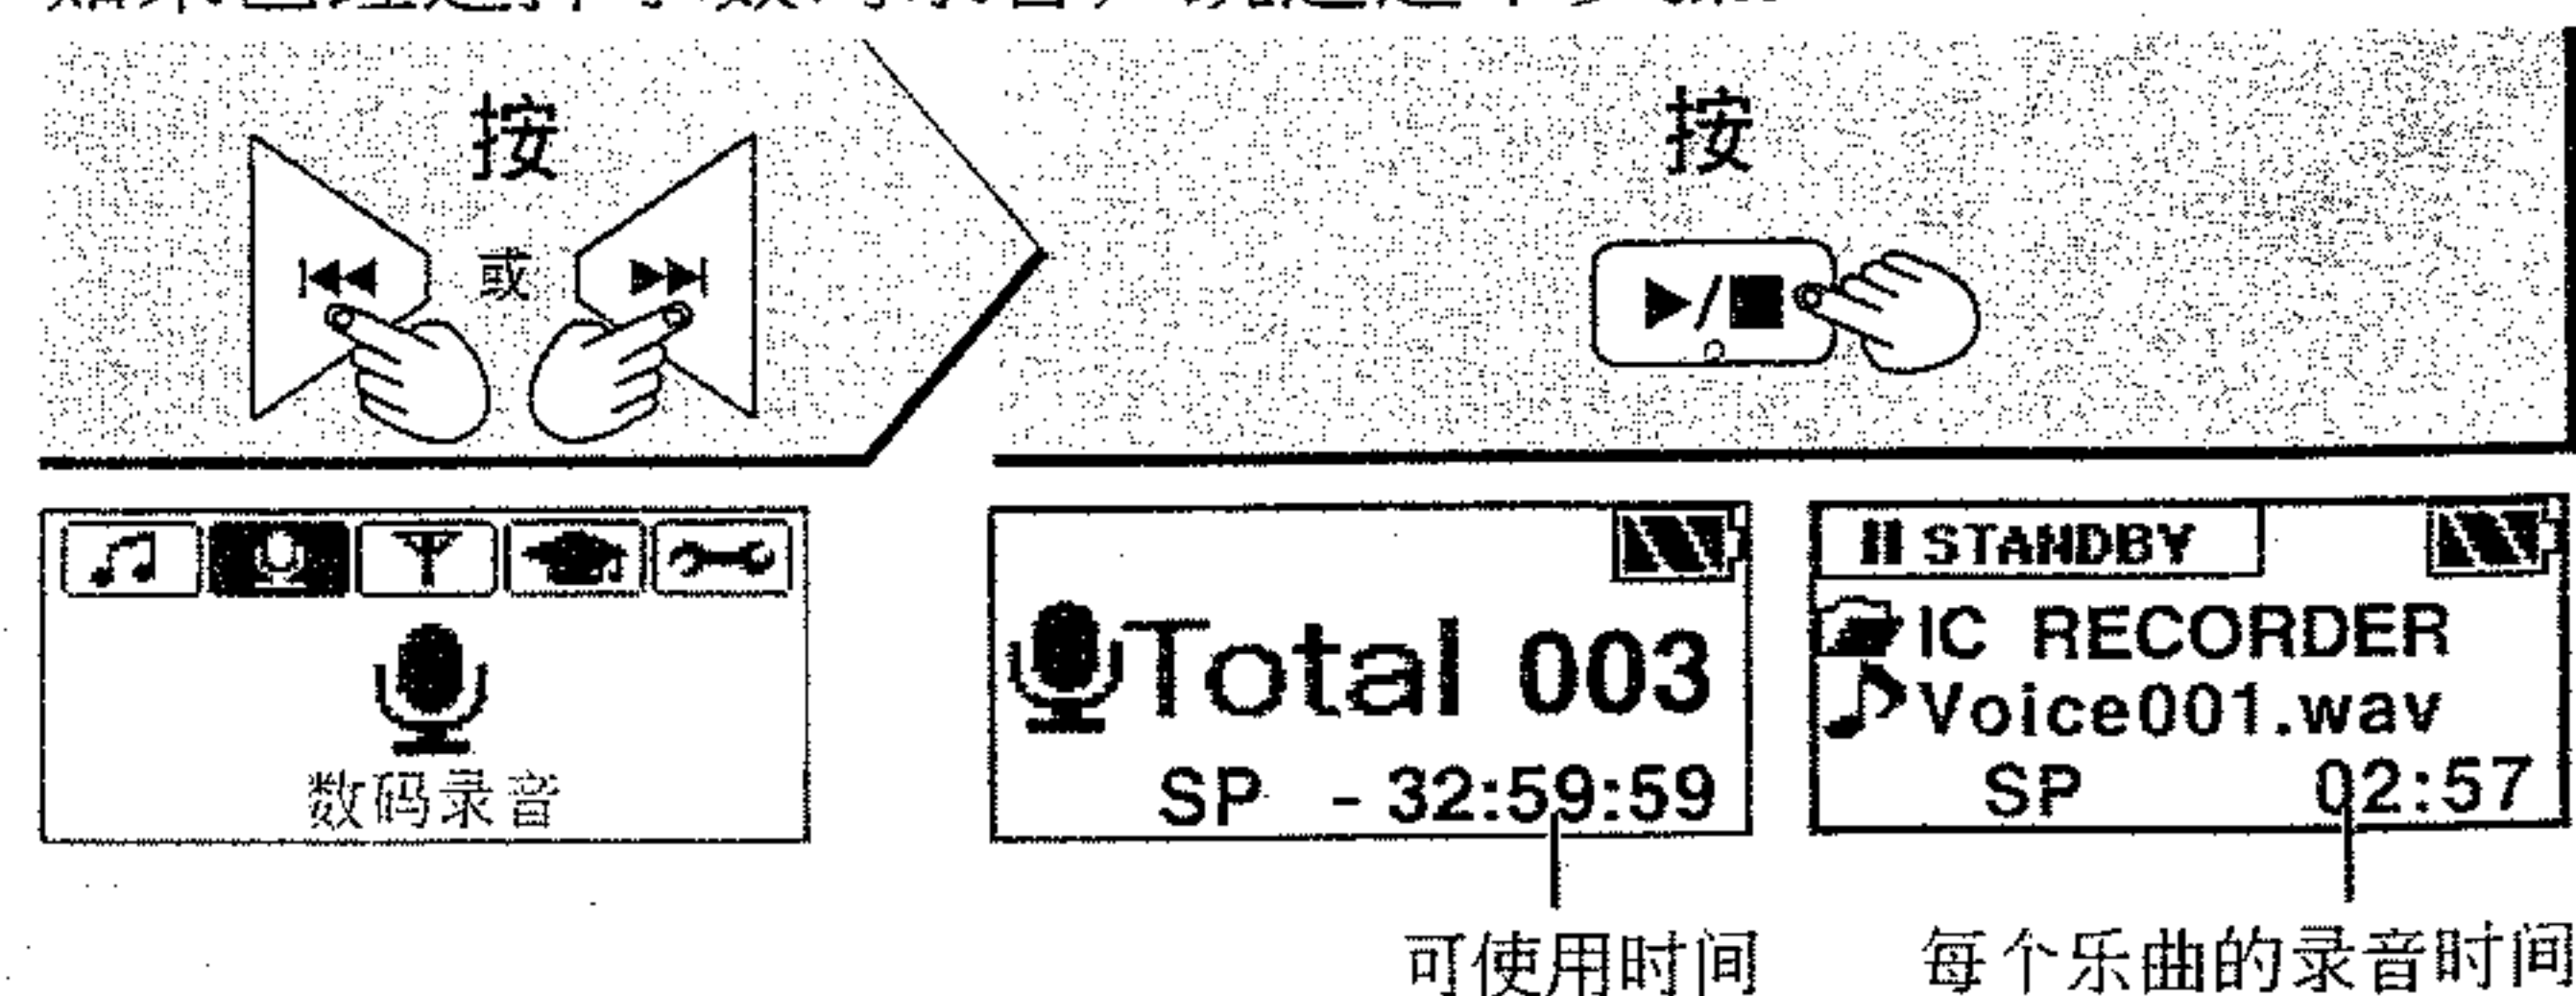 按
或
按
数码录音
Total 003
SP - 32:59:59
STANDBY
IC RECORDER
Voice001.wav
SP 02:57
可使用时间
每个乐曲的录音时间